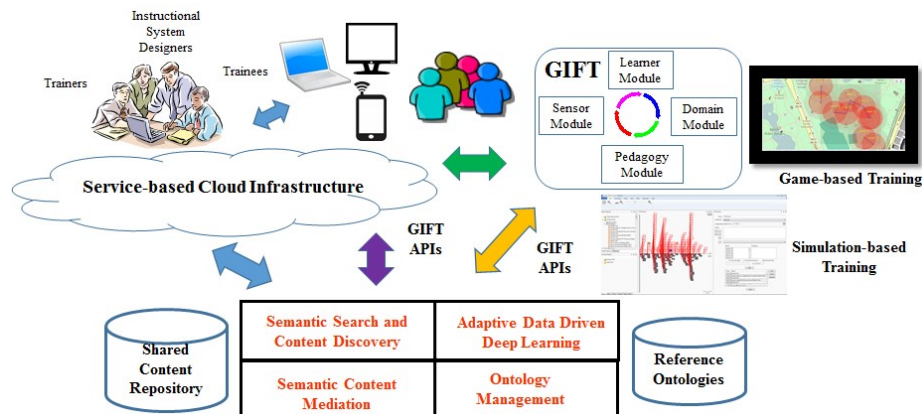 Instructional
System
Designers
Trainers
Trainees
GIFT
Learner
Module
Sensor
Module
Domain
Module
Pedagogy
Module
Game-based Training
Service-based Cloud Infrastructure
GIFT
APIs
GIFT
APIs
Simulation-based
Training
Shared
Content
Repository
Semantic Search and
Content Discovery
Adaptive Data Driven
Deep Learning
Semantic Content
Mediation
Ontology
Management
Reference
Ontologies